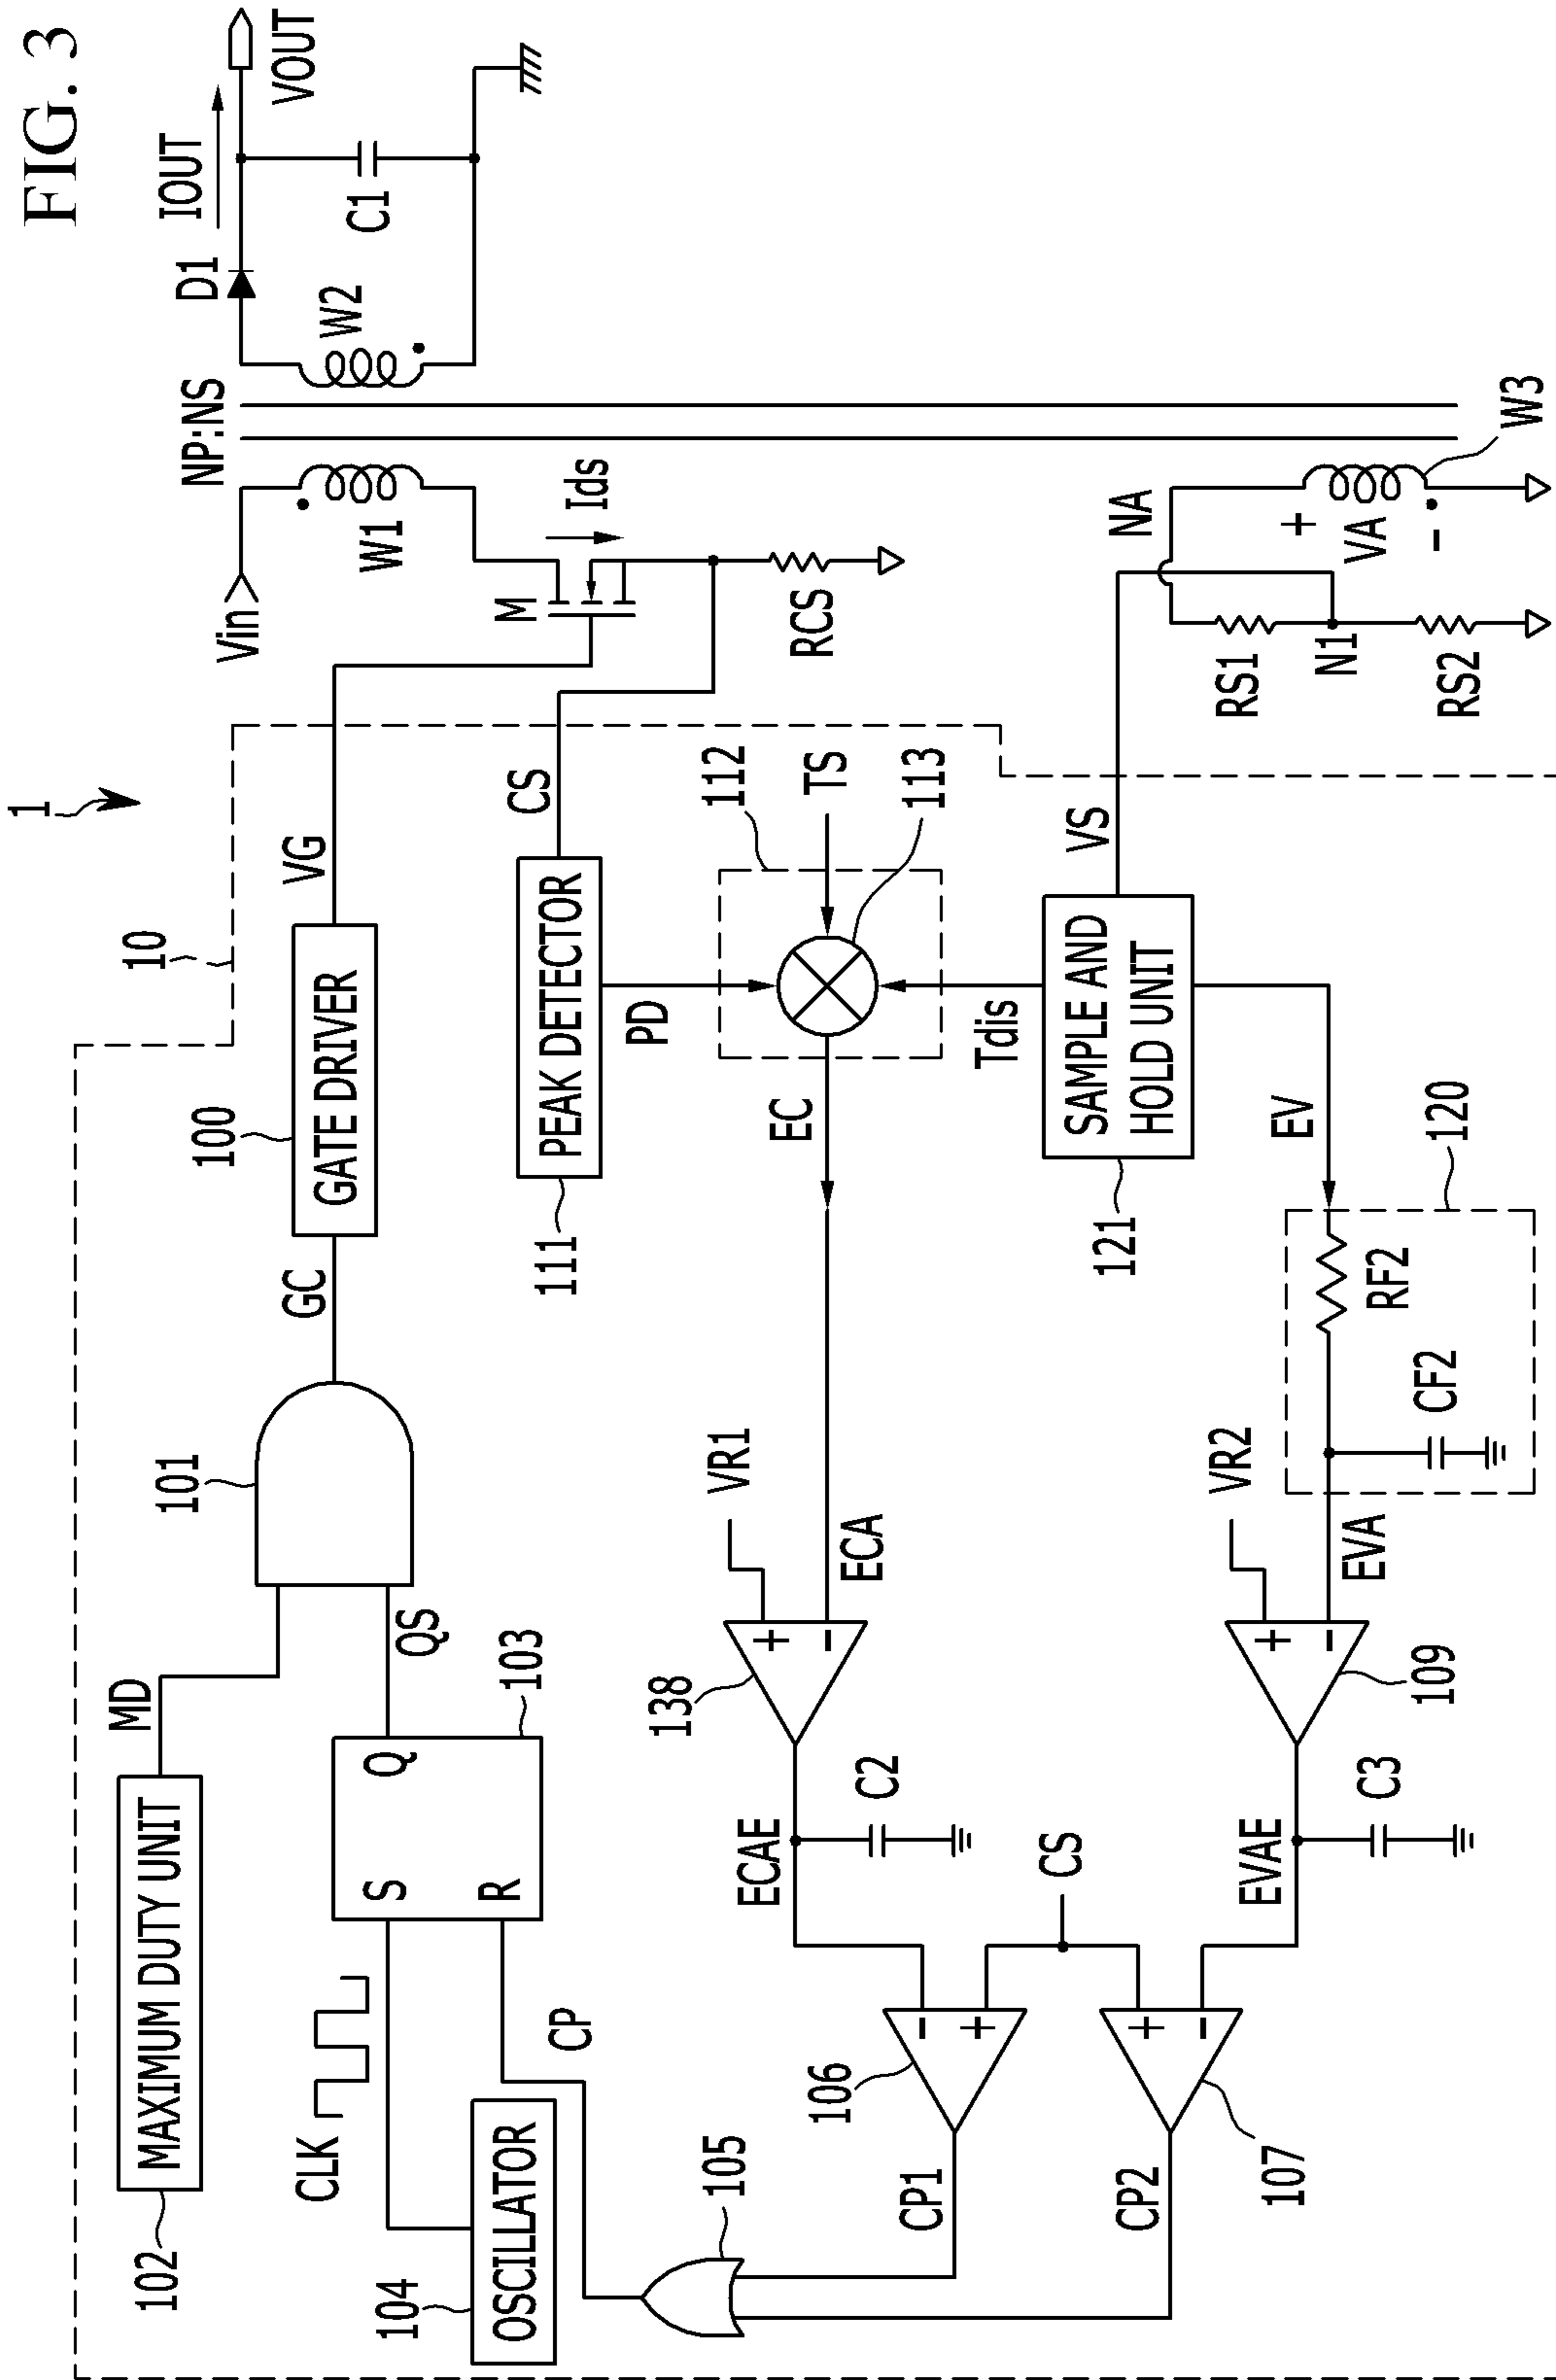 FIG. 3
1
10
MAXIMUM DUTY UNIT
102
MD
101
GC
100
GATE DRIVER
VG
Vin
NP:NS
W1
W2
D1
IOUT
VOUT
C1
CLK
S
Q
R
QS
103
104
OSCILLATOR
CP
111
PEAK DETECTOR
CS
M
Ids
RCS
PD
112
TS
113
105
106
-
+
CP1
ECAE
C2
138
+
-
VR1
ECA
EC
Tdis
CS
107
+
-
CP2
EVAE
C3
109
+
-
VR2
EVA
120
RF2
CF2
EV
121
SAMPLE AND
HOLD UNIT
VS
NA
RS1
N1
RS2
+
VA
-
W3